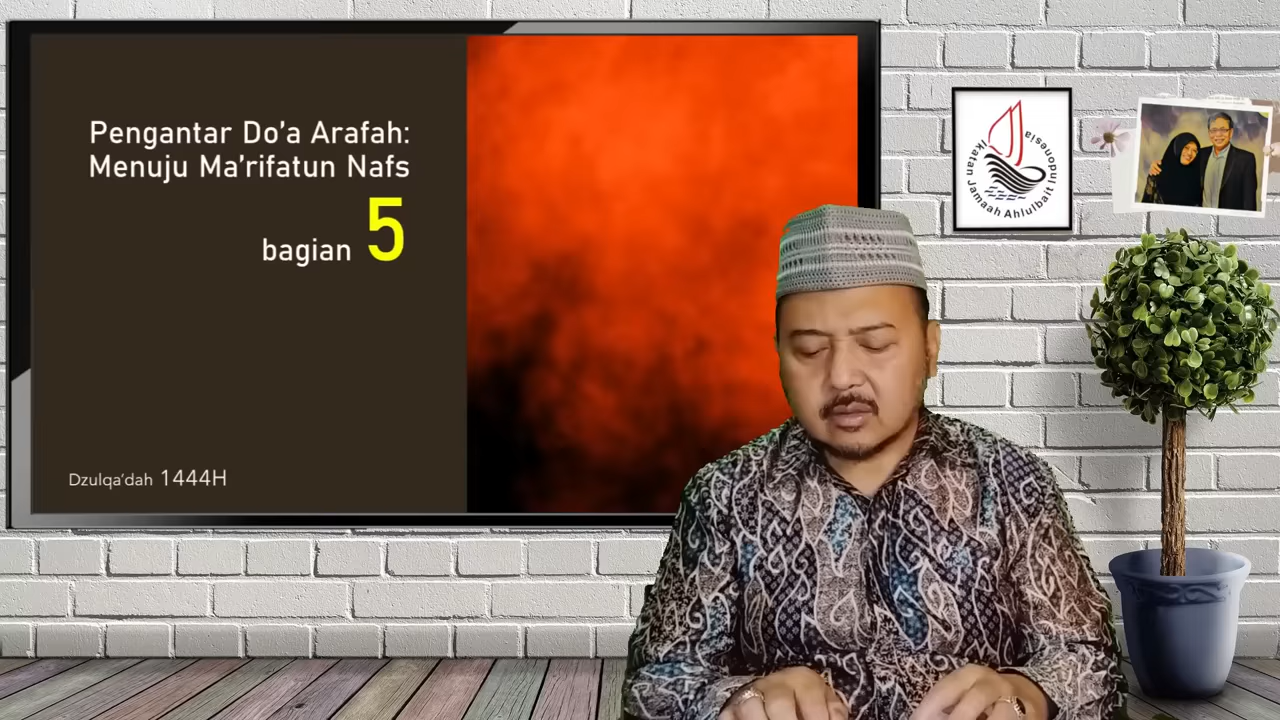 Pengantar Do'a Arafah:
Menuju Ma'rifatun Nafs
bagian 5
Dzulqa'dah 1444H
Ikatan Jamaah Ahlulbait Indonesia